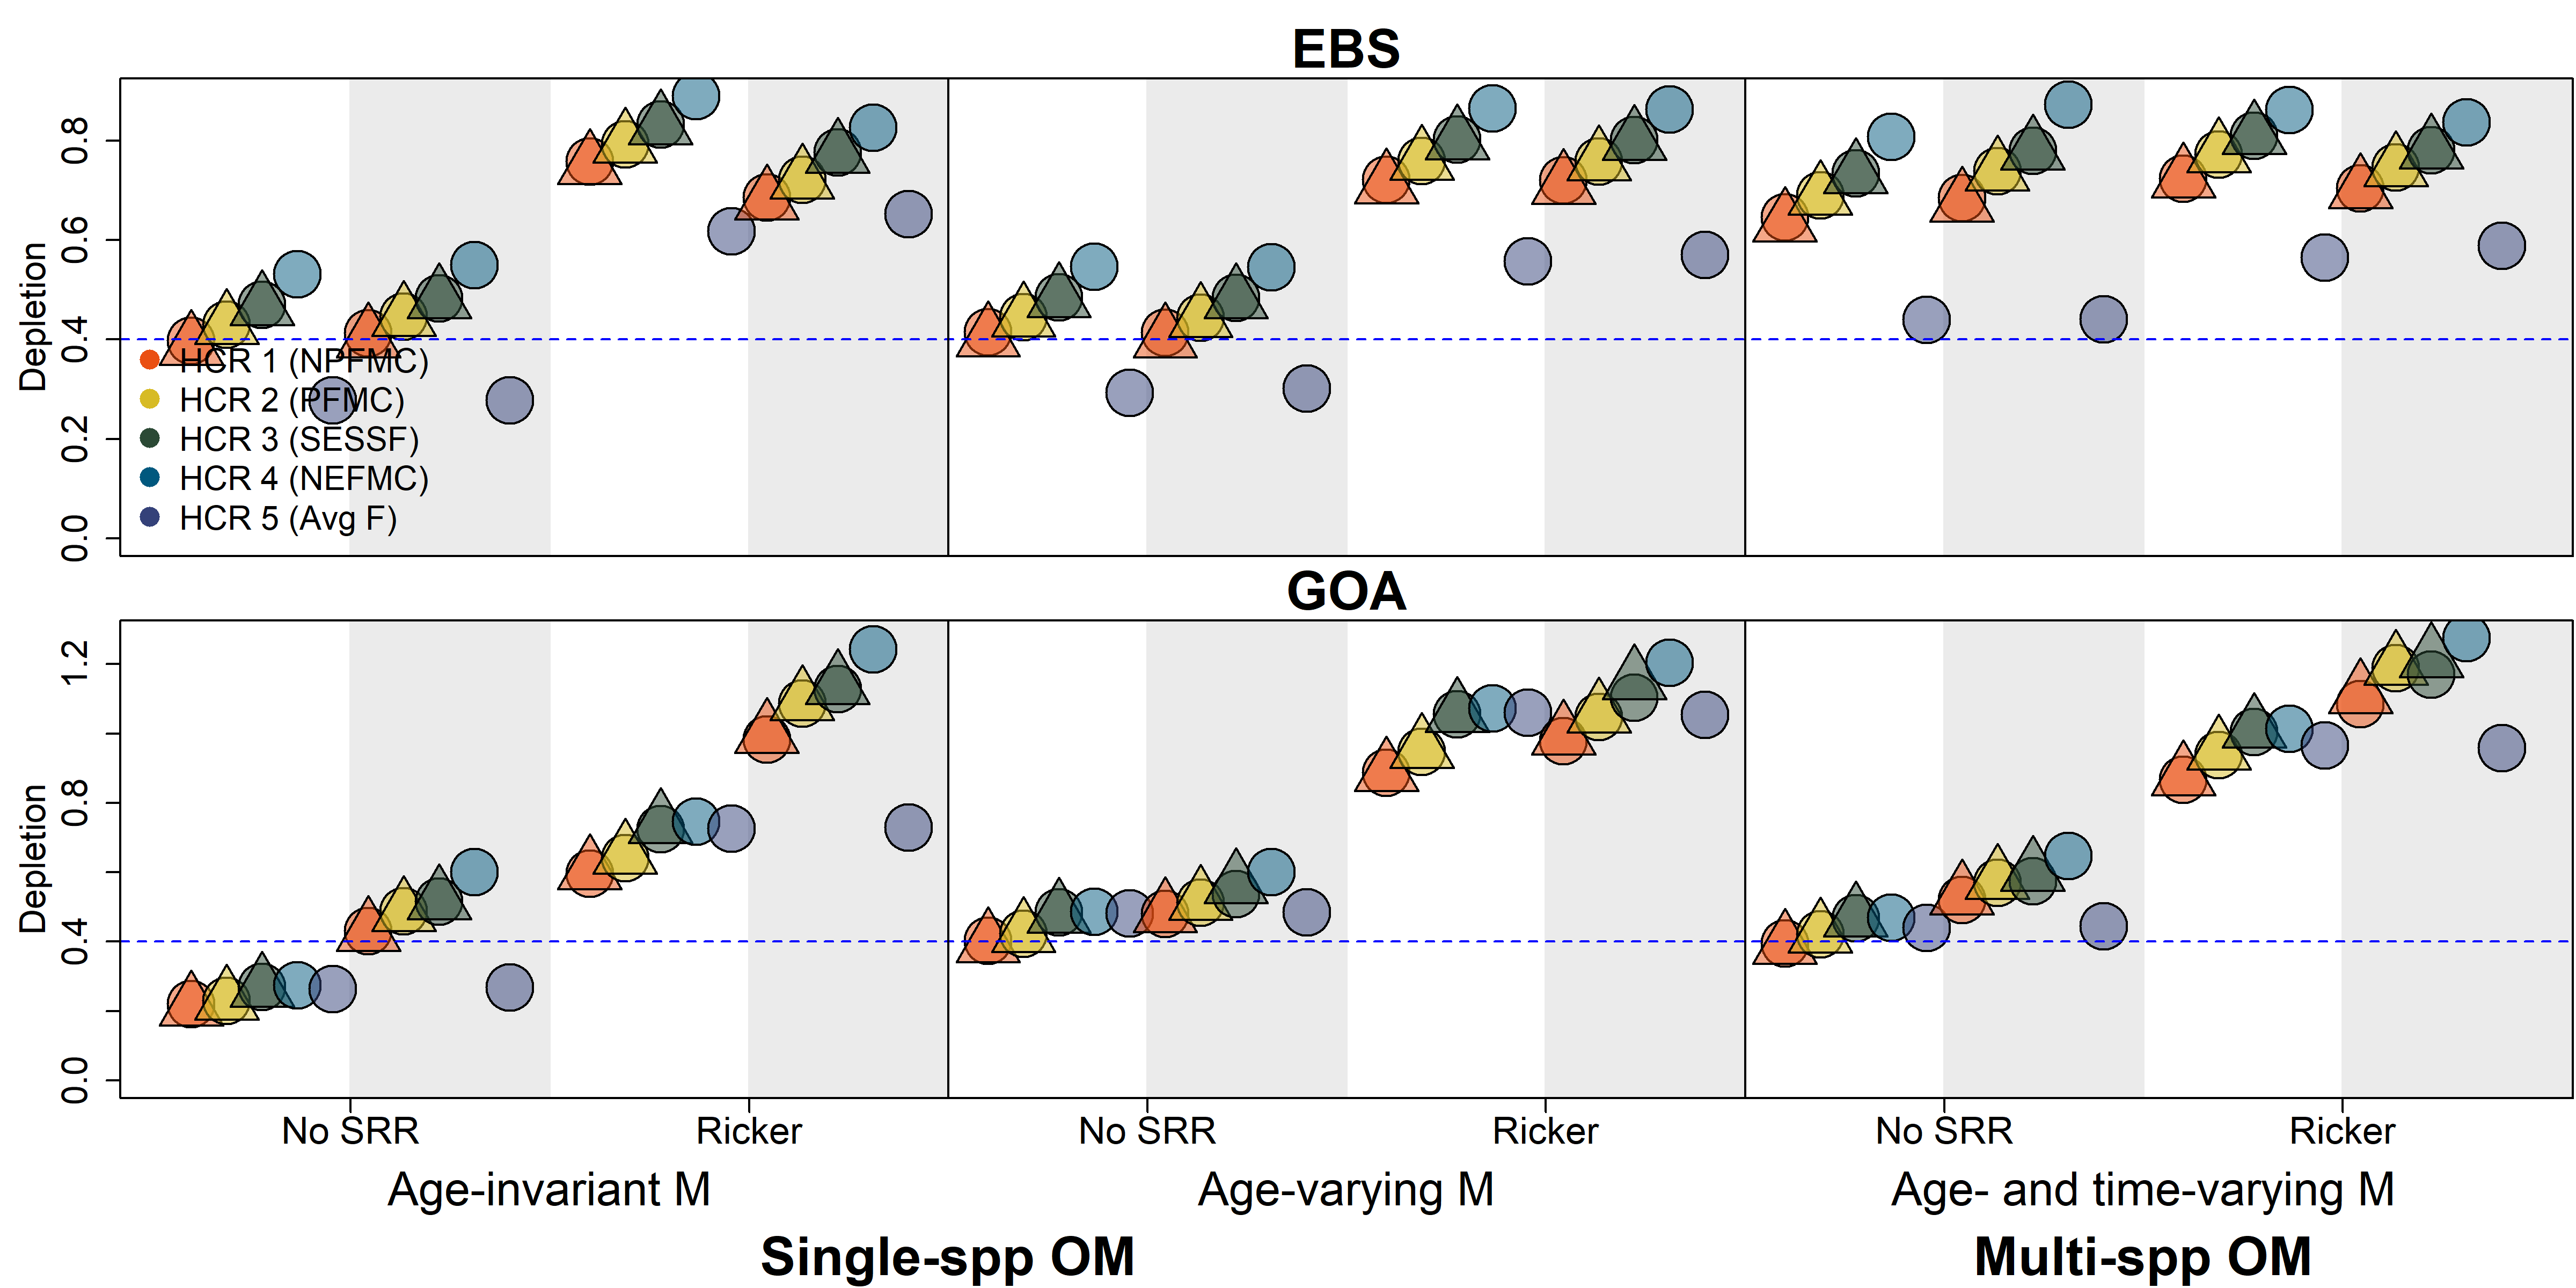 EBS
Depletion
0.8
0.6
0.4
0.2
0.0
HCR 1 (NPFMC)
HCR 2 (PFMC)
HCR 3 (SESSF)
HCR 4 (NEFMC)
HCR 5 (Avg F)
GOA
Depletion
1.2
0.8
0.4
0.0
No SRR Ricker No SRR Ricker No SRR Ricker
Age-invariant M Age-varying M Age- and time-varying M
Single-spp OM Multi-spp OM